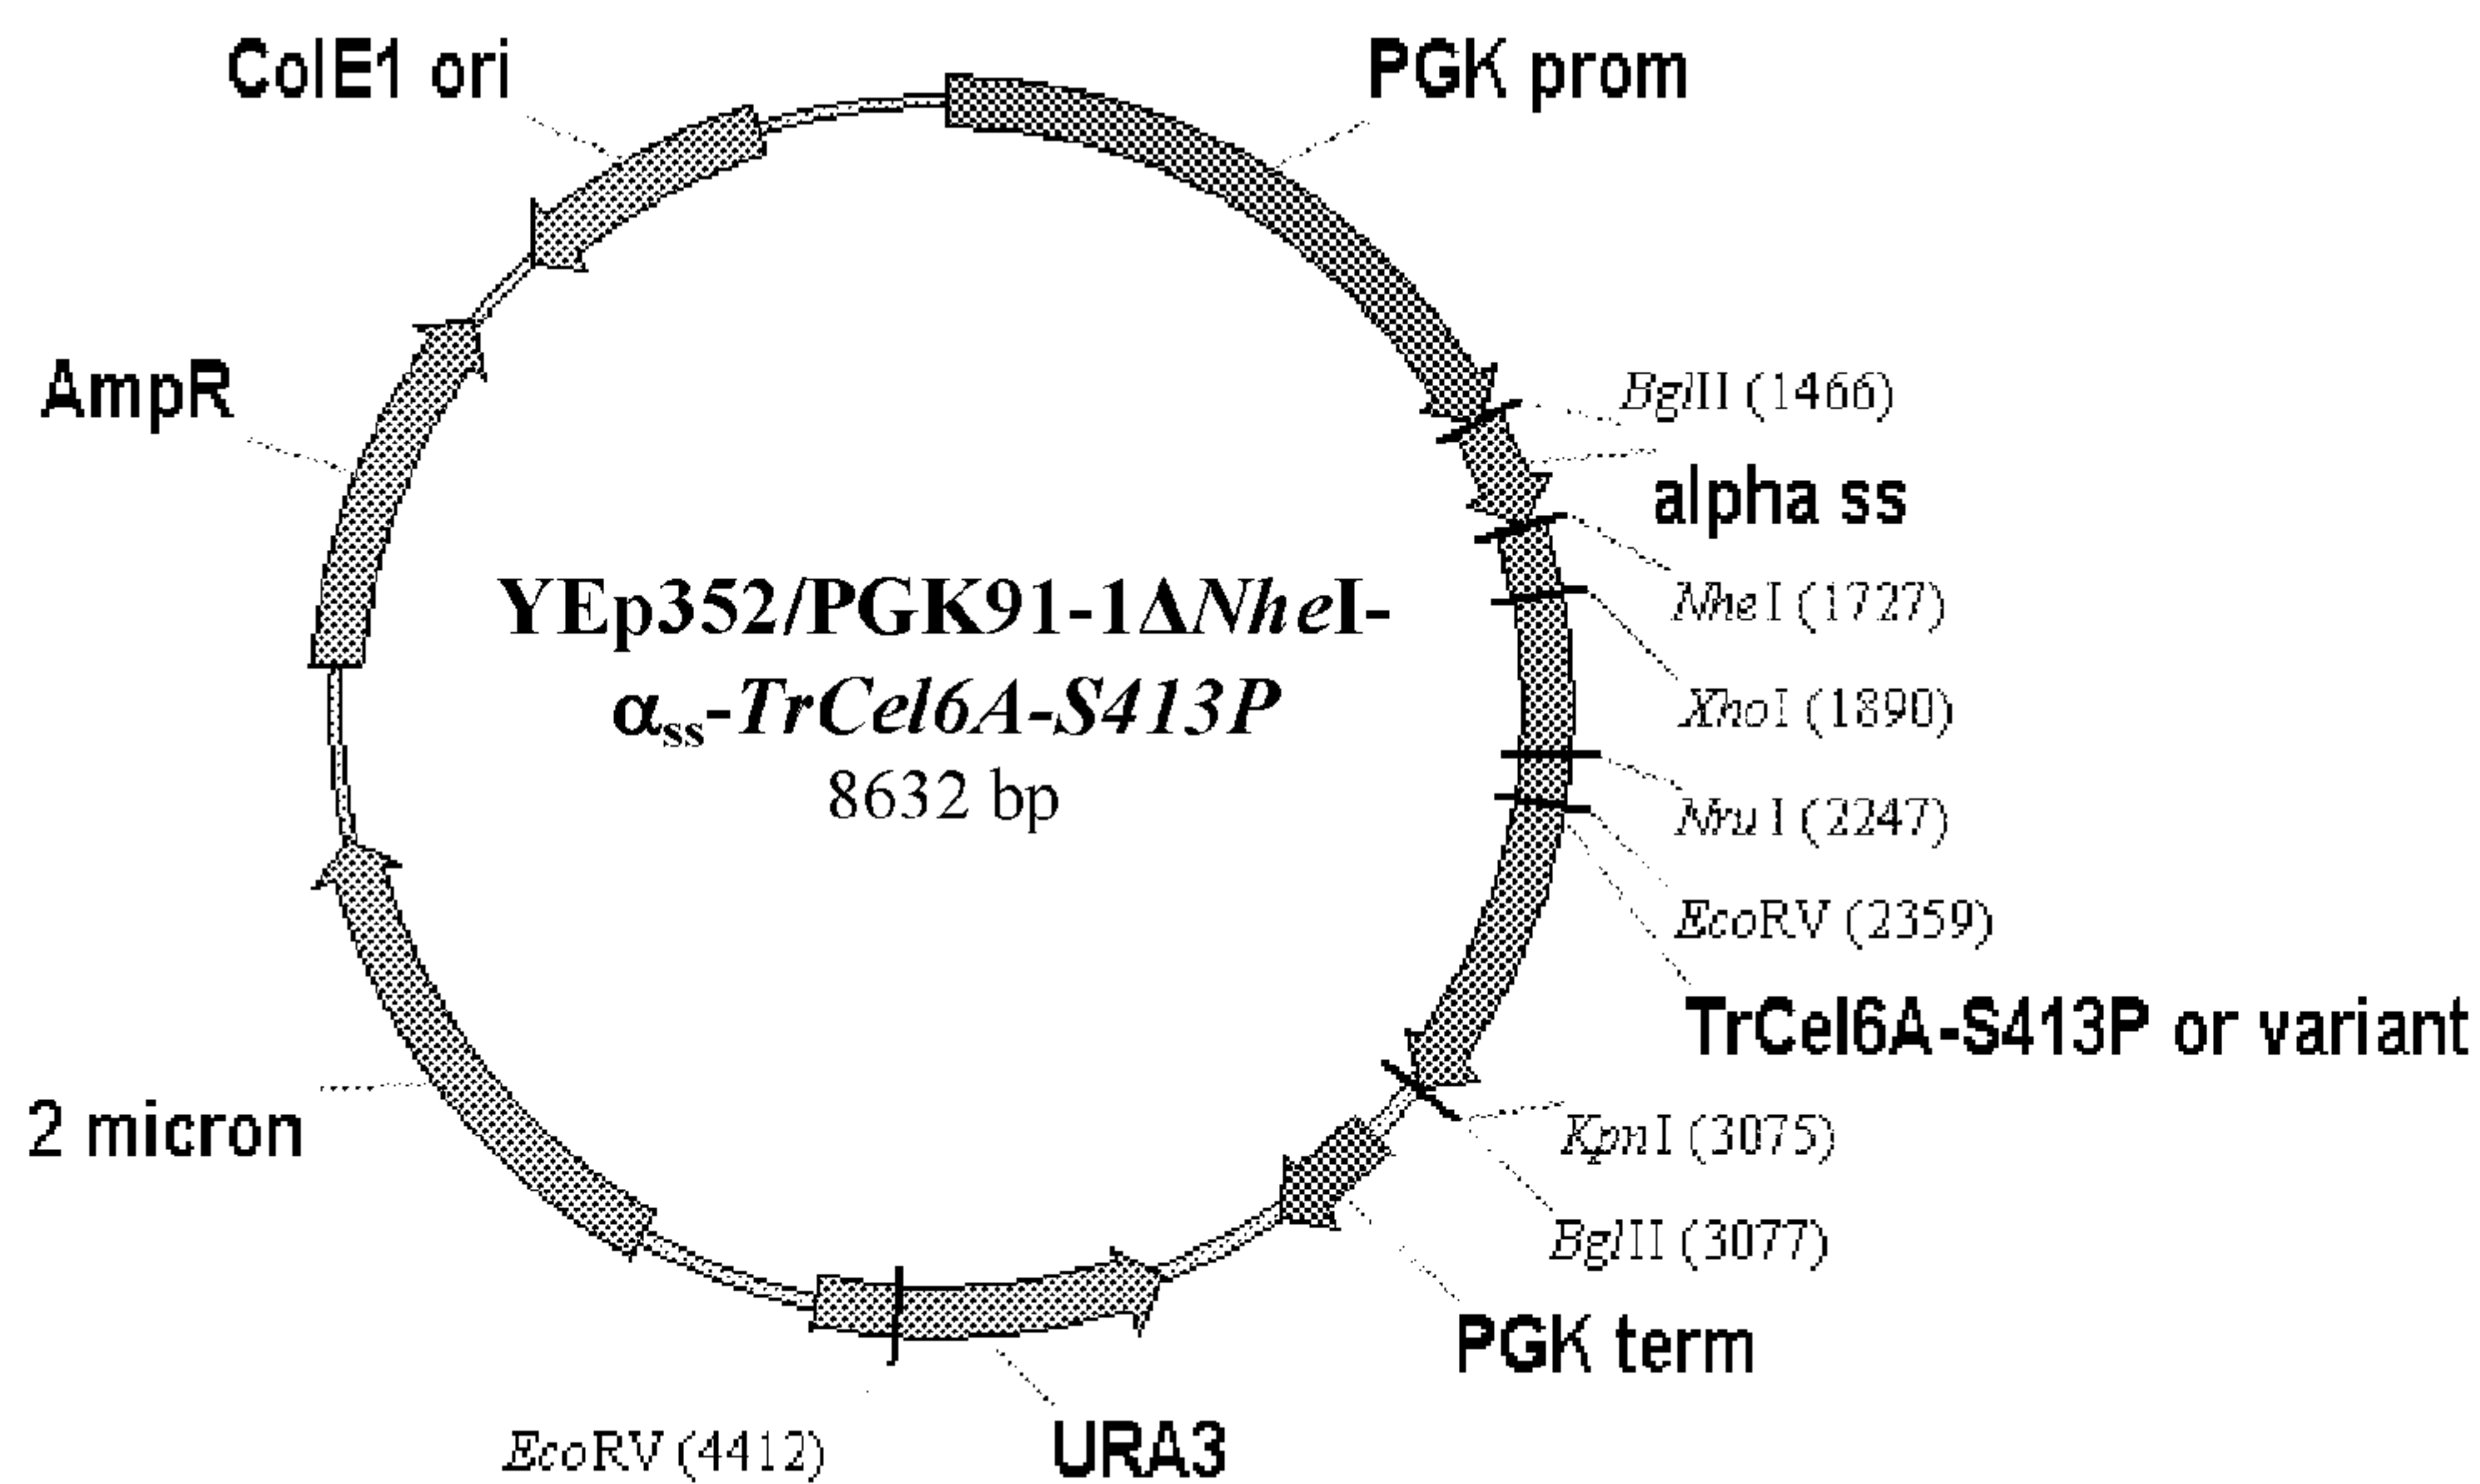 ColE1 ori
PGK prom
AmpR
BglII (1466)
alpha ss
NheI (1727)
XhoI (1890)
NruI (2247)
EcoRV (2359)
TrCel6A-S413P or variant
KpnI (3075)
BglII (3077)
PGK term
URA3
EcoRV (4412)
2 micron
YEp352/PGK91-1ΔNheI-
αss-TrCel6A-S413P
8632 bp